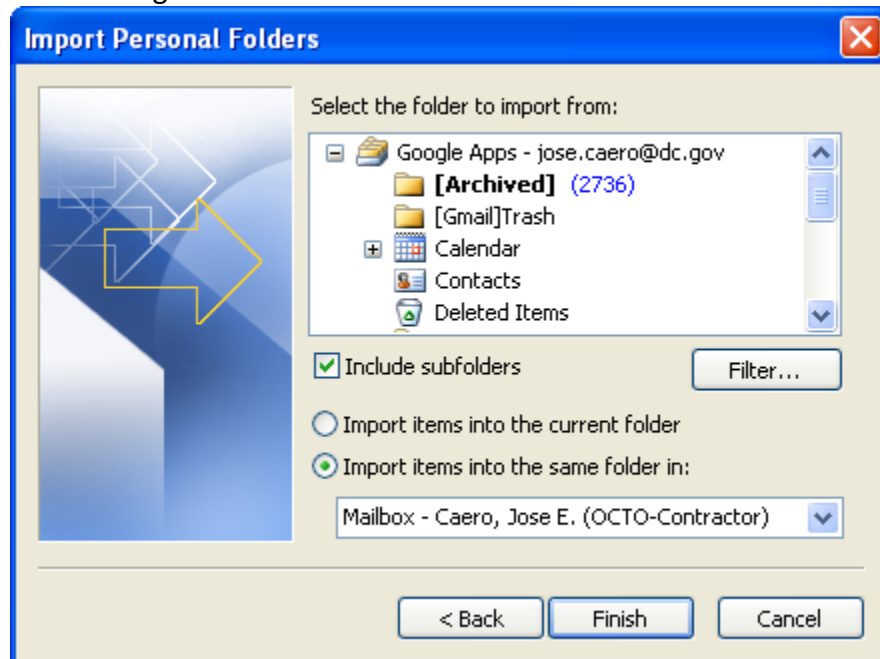 Import Personal Folders
Select the folder to import from:
Google Apps - jose.caero@dc.gov
[Archived] (2736)
[Gmail]Trash
Calendar
Contacts
Deleted Items
Include subfolders
Filter...
Import items into the current folder
Import items into the same folder in:
Mailbox - Caero, Jose E. (OCTO-Contractor)
< Back
Finish
Cancel